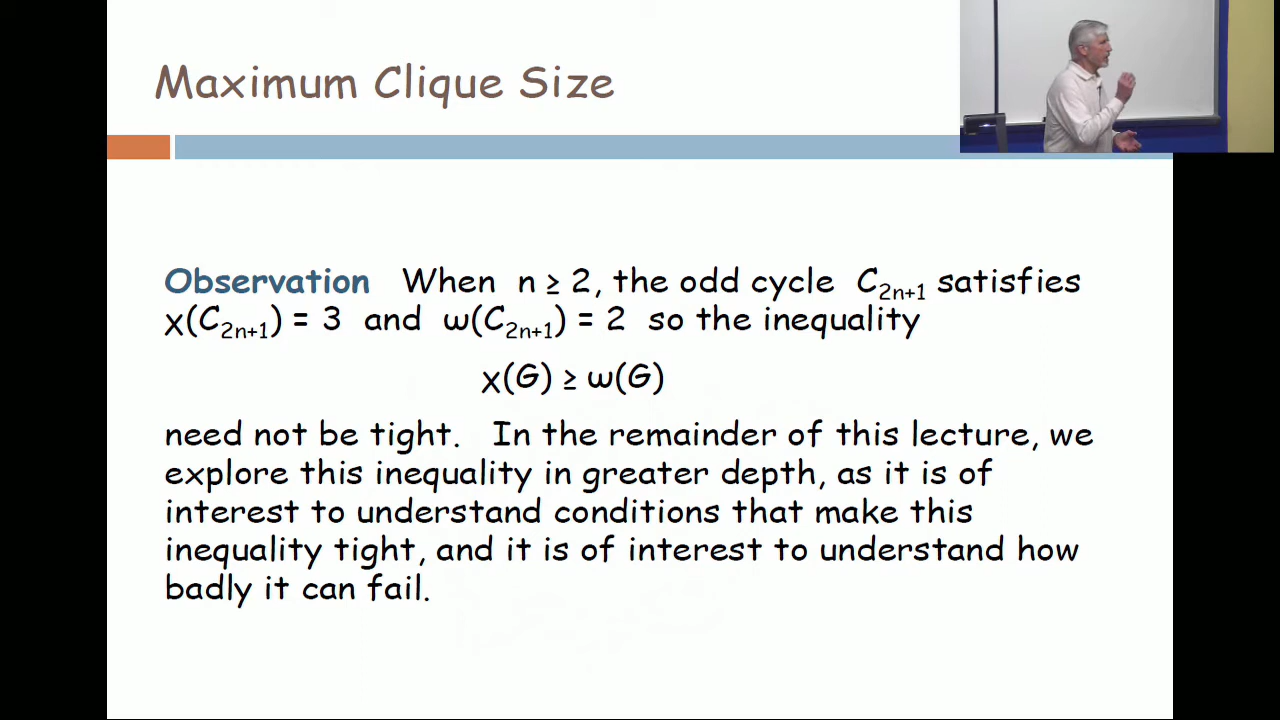 Maximum Clique Size
Observation When n ≥ 2, the odd cycle C₂ₙ₊₁ satisfies
χ(C₂ₙ₊₁) = 3 and ω(C₂ₙ₊₁) = 2 so the inequality
χ(G) ≥ ω(G)
need not be tight. In the remainder of this lecture, we
explore this inequality in greater depth, as it is of
interest to understand conditions that make this
inequality tight, and it is of interest to understand how
badly it can fail.